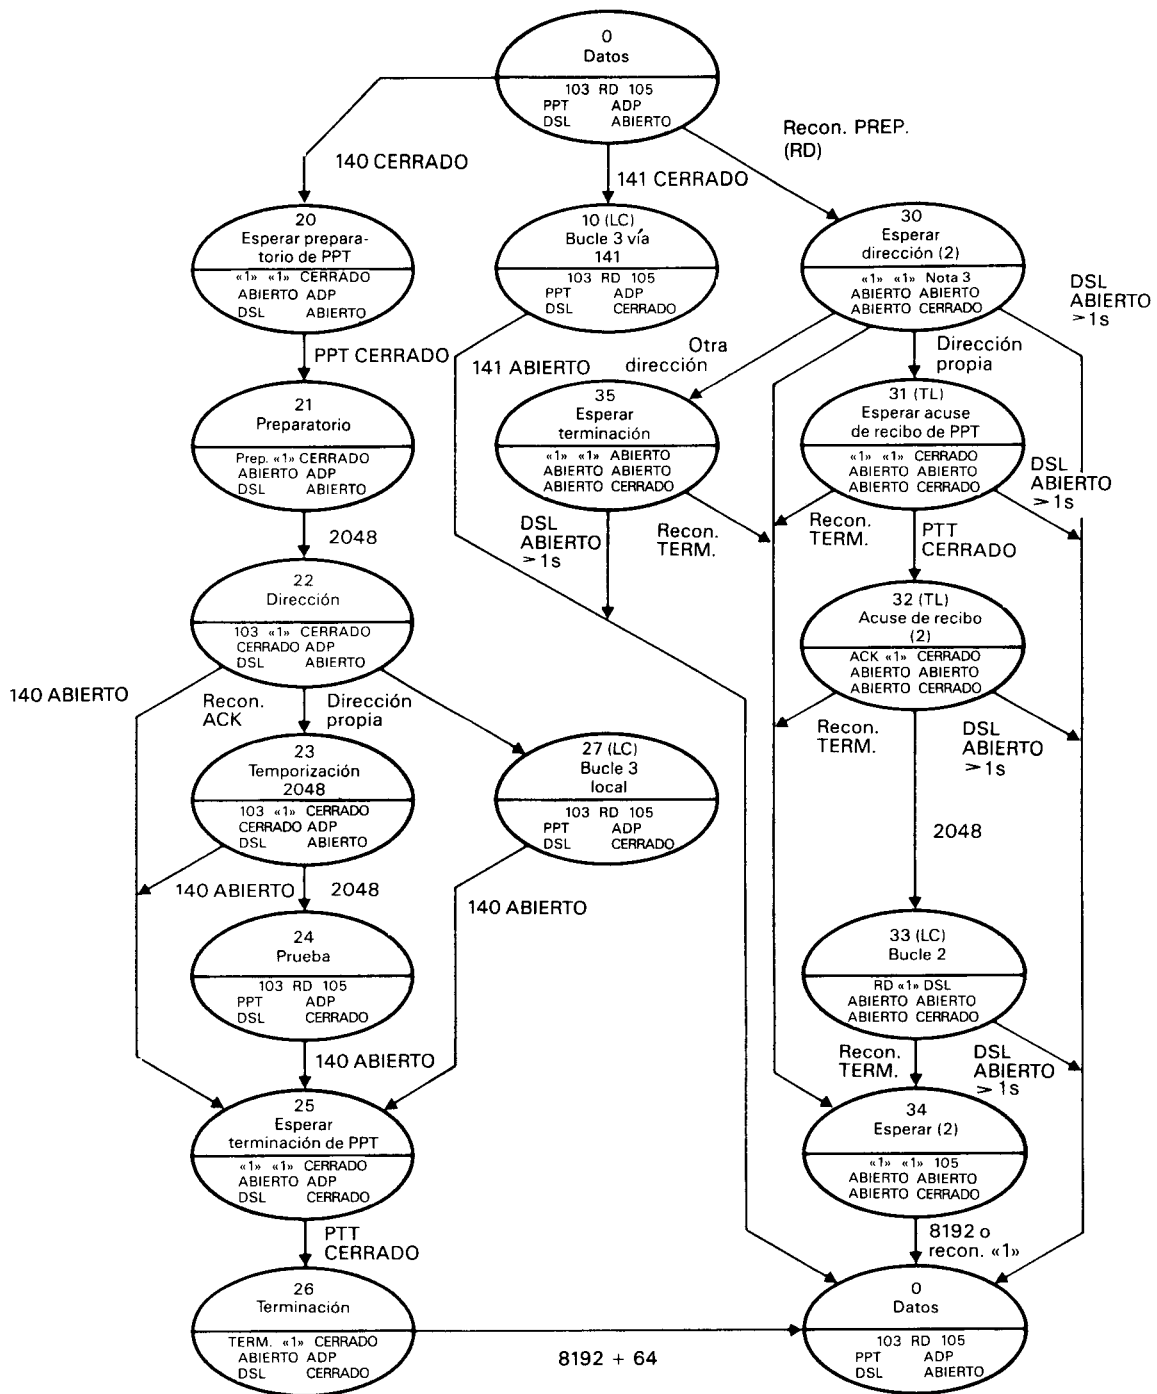 0
Datos
103 RD 105
PPT ADP
DSL ABIERTO
140 CERRADO
141 CERRADO
Recon. PREP.
(RD)
20
Esperar prepara-
torio de PPT
«1» «1» CERRADO
ABIERTO ADP
DSL ABIERTO
10 (LC)
Bucle 3 vía
141
103 RD 105
PPT ADP
DSL CERRADO
30
Esperar
dirección (2)
«1» «1» Nota 3
ABIERTO ABIERTO
ABIERTO CERRADO
DSL
ABIERTO
> 1s
PPT CERRADO
141 ABIERTO
Otra
dirección
Dirección
propia
21
Preparatorio
Prep. «1» CERRADO
ABIERTO ADP
DSL ABIERTO
35
Esperar
terminación
«1» «1» ABIERTO
ABIERTO ABIERTO
ABIERTO CERRADO
31 (TL)
Esperar acuse
de recibo de PPT
«1» «1» CERRADO
ABIERTO ABIERTO
ABIERTO CERRADO
DSL
ABIERTO
> 1s
2048
DSL
ABIERTO
> 1s
Recon.
TERM.
Recon.
TERM.
PTT
CERRADO
22
Dirección
103 «1» CERRADO
CERRADO ADP
DSL ABIERTO
32 (TL)
Acuse de recibo
(2)
ACK «1» CERRADO
ABIERTO ABIERTO
ABIERTO CERRADO
140 ABIERTO
Recon.
ACK
Dirección
propia
Recon.
TERM.
DSL
ABIERTO
> 1s
23
Temporización
2048
103 «1» CERRADO
CERRADO ADP
DSL ABIERTO
27 (LC)
Bucle 3
local
103 RD 105
PPT ADP
DSL CERRADO
2048
140 ABIERTO
2048
140 ABIERTO
24
Prueba
103 RD 105
PPT ADP
DSL CERRADO
33 (LC)
Bucle 2
RD «1» DSL
ABIERTO ABIERTO
ABIERTO CERRADO
140 ABIERTO
Recon.
TERM.
DSL
ABIERTO
> 1s
25
Esperar
terminación de PPT
«1» «1» CERRADO
ABIERTO ADP
DSL CERRADO
34
Esperar (2)
«1» «1» 105
ABIERTO ABIERTO
ABIERTO CERRADO
PTT
CERRADO
8192 o
recon. «1»
26
Terminación
TERM. «1» CERRADO
ABIERTO ADP
DSL CERRADO
8192 + 64
0
Datos
103 RD 105
PPT ADP
DSL ABIERTO